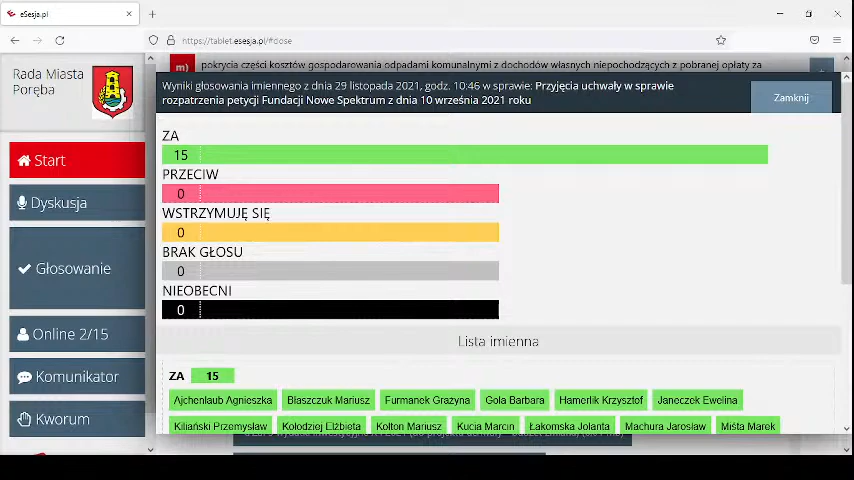 eSesja.pl
https://tablet.esesja.pl/#dose
Rada Miasta
Poręba
m)
pokrycia części kosztów gospodarowania odpadami komunalnymi z dochodów własnych niepochodzących z pobranej opłaty za
Wyniki głosowania imiennego z dnia 29 listopada 2021, godz. 10:46 w sprawie: Przyjęcia uchwały w sprawie
rozpatrzenia petycji Fundacji Nowe Spektrum z dnia 10 września 2021 roku
Zamknij
Start
Dyskusja
Głosowanie
Online 2/15
Komunikator
Kworum
ZA
15
PRZECIW
0
WSTRZYMUJĘ SIĘ
0
BRAK GŁOSU
0
NIEOBECNI
0
Lista imienna
ZA 15
Ajchenlaub Agnieszka Błaszczuk Mariusz Furmanek Grażyna Gola Barbara Hamerlik Krzysztof Janeczek Ewelina
Kiliański Przemysław Kołodziej Elżbieta Kołton Mariusz Kucia Marcin Łakomska Jolanta Machura Jarosław Miśta Marek